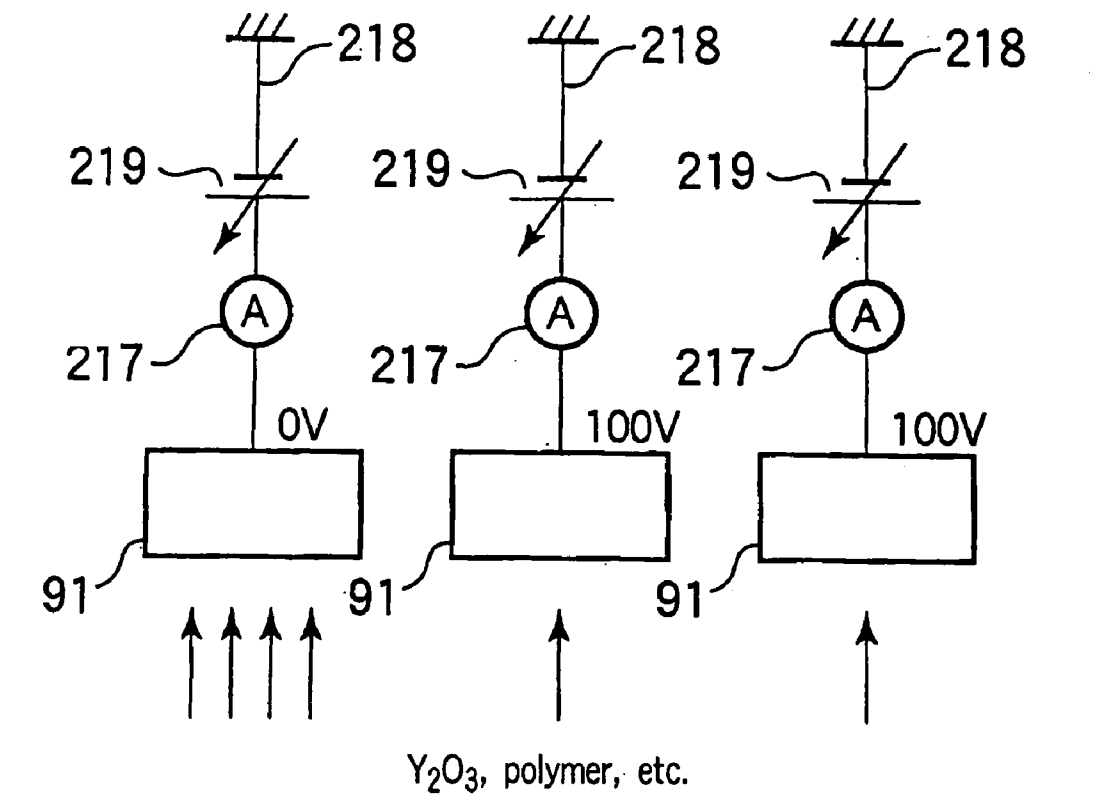 218 218 218
219 219 219
A A A
217 217 217
0V 100V 100V
91 91 91
Y₂O₃, polymer, etc.